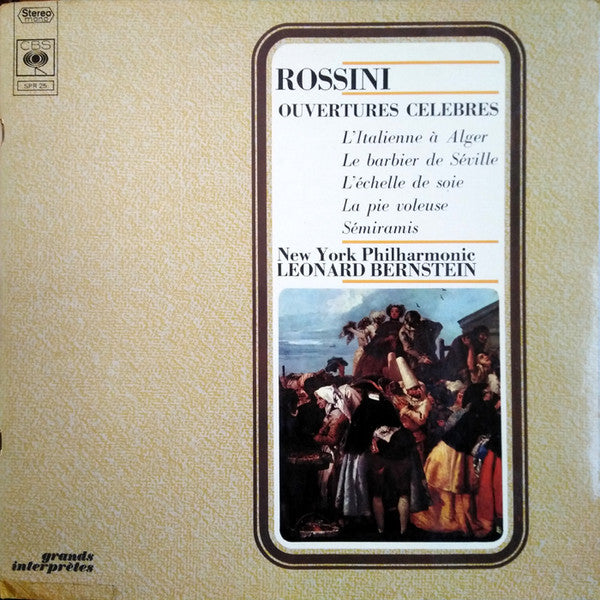 Stereo
mono
CBS
SPR 25
ROSSINI
OUVERTURES CELEBRES
L'Italienne à Alger
Le barbier de Séville
L'échelle de soie
La pie voleuse
Sémiramis
New York Philharmonic
LEONARD BERNSTEIN
grands
interprètes